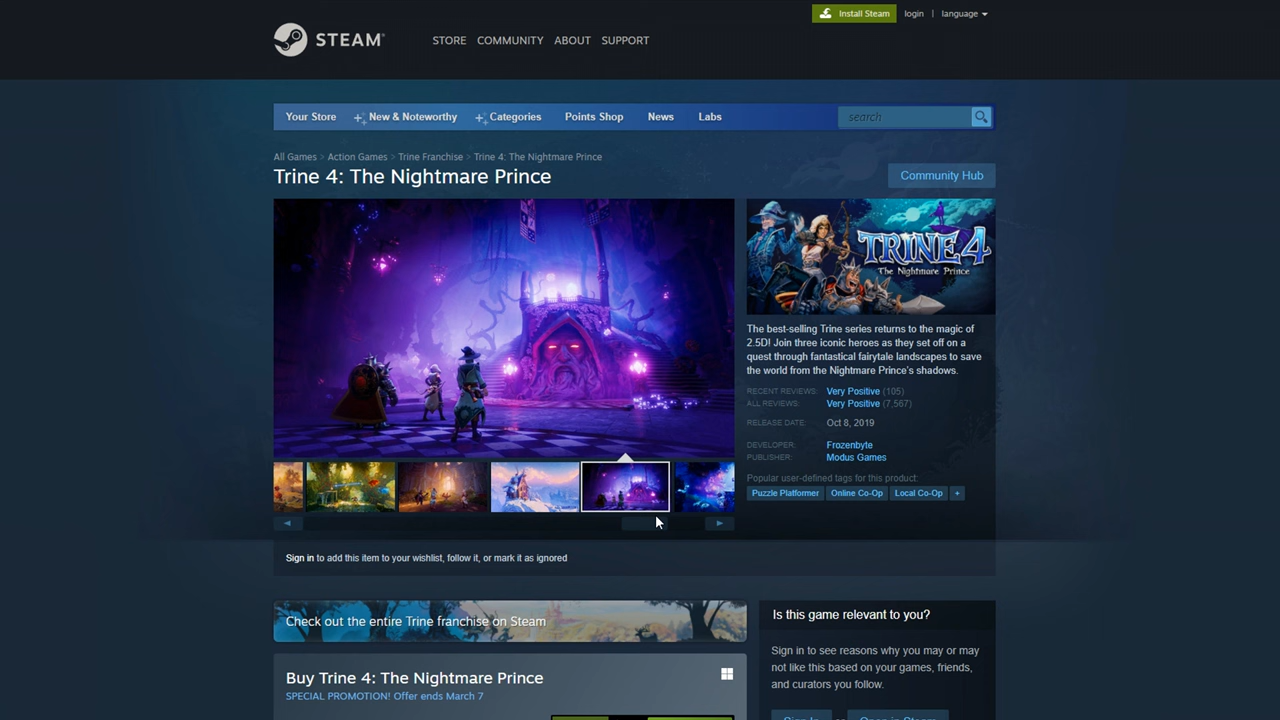 Install Steam
login | language
STEAM
STORE COMMUNITY ABOUT SUPPORT
Your Store New & Noteworthy Categories Points Shop News Labs
search
All Games > Action Games > Trine Franchise > Trine 4: The Nightmare Prince
Trine 4: The Nightmare Prince
Community Hub
TRINE 4
The Nightmare Prince
The best-selling Trine series returns to the magic of
2.5D! Join three iconic heroes as they set off on a
quest through fantastical fairytale landscapes to save
the world from the Nightmare Prince's shadows.
RECENT REVIEWS: Very Positive (105)
ALL REVIEWS: Very Positive (7,567)
RELEASE DATE: Oct 8, 2019
DEVELOPER: Frozenbyte
PUBLISHER: Modus Games
Popular user-defined tags for this product:
Puzzle Platformer Online Co-Op Local Co-Op +
Sign in to add this item to your wishlist, follow it, or mark it as ignored
Check out the entire Trine franchise on Steam
Is this game relevant to you?
Sign in to see reasons why you may or may
not like this based on your games, friends,
and curators you follow.
Sign In or Open in Steam
Buy Trine 4: The Nightmare Prince
SPECIAL PROMOTION! Offer ends March 7